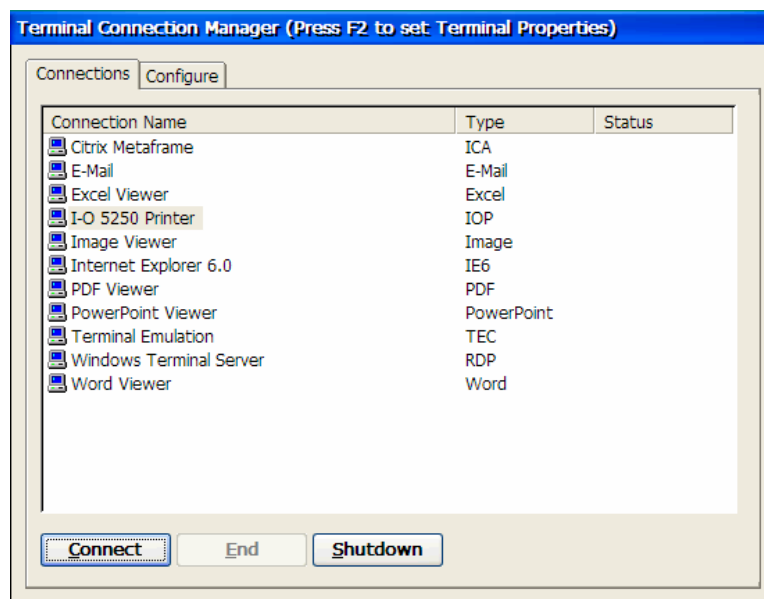 Terminal Connection Manager (Press F2 to set Terminal Properties)
Connections Configure
Connection Name Type Status
Citrix Metaframe ICA
E-Mail E-Mail
Excel Viewer Excel
I-O 5250 Printer IOP
Image Viewer Image
Internet Explorer 6.0 IE6
PDF Viewer PDF
PowerPoint Viewer PowerPoint
Terminal Emulation TEC
Windows Terminal Server RDP
Word Viewer Word
Connect End Shutdown